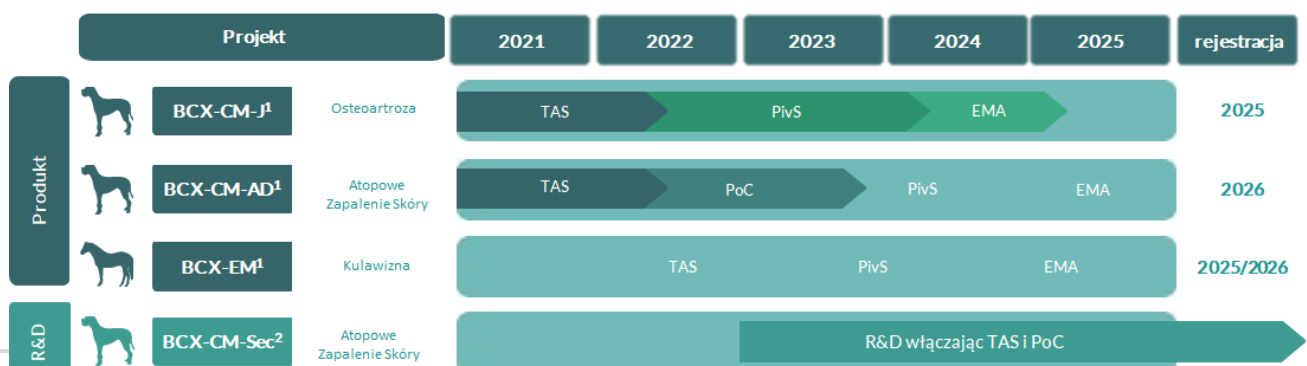 Projekt 2021 2022 2023 2024 2025 rejestracja
Produkt
BCX-CM-J¹ Osteoartroza TAS PivS EMA 2025
BCX-CM-AD¹ Atopowe Zapalenie Skóry TAS PoC PivS EMA 2026
BCX-EM¹ Kulawizna TAS PivS EMA 2025/2026
R&D
BCX-CM-Sec² Atopowe Zapalenie Skóry R&D włączając TAS i PoC